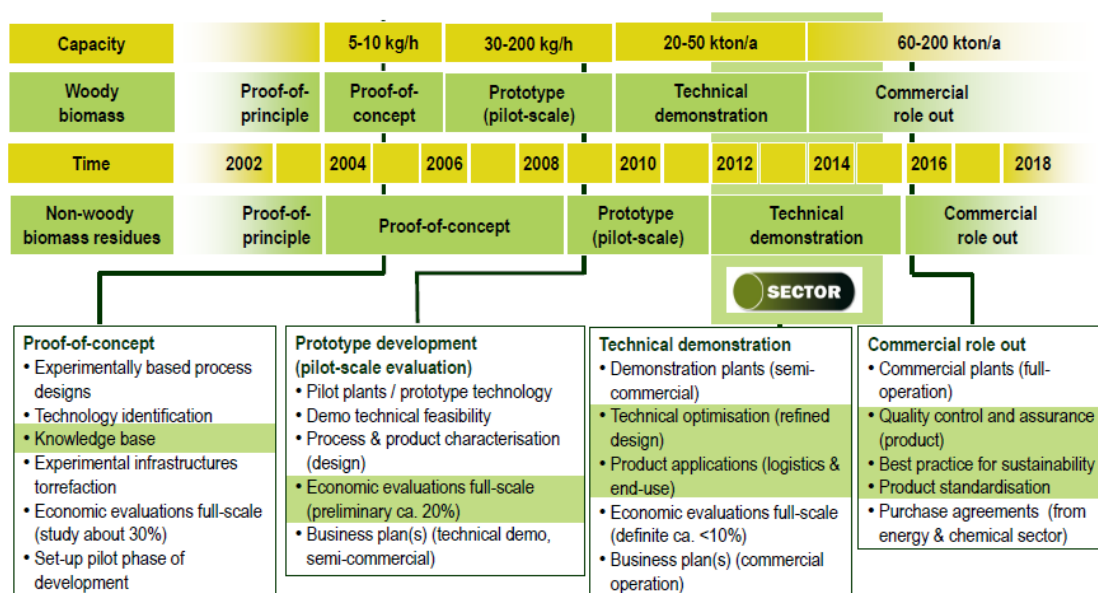 Capacity
5-10 kg/h
30-200 kg/h
20-50 kton/a
60-200 kton/a
Woody
biomass
Proof-of-
principle
Proof-of-
concept
Prototype
(pilot-scale)
Technical
demonstration
Commercial
role out
Time
2002
2004
2006
2008
2010
2012
2014
2016
2018
Non-woody
biomass residues
Proof-of-
principle
Proof-of-concept
Prototype
(pilot-scale)
Technical
demonstration
Commercial
role out
SECTOR
Proof-of-concept
• Experimentally based process
designs
• Technology identification
• Knowledge base
• Experimental infrastructures
torrefaction
• Economic evaluations full-scale
(study about 30%)
• Set-up pilot phase of
development
Prototype development
(pilot-scale evaluation)
• Pilot plants / prototype technology
• Demo technical feasibility
• Process & product characterisation
(design)
• Economic evaluations full-scale
(preliminary ca. 20%)
• Business plan(s) (technical demo,
semi-commercial)
Technical demonstration
• Demonstration plants (semi-
commercial)
• Technical optimisation (refined
design)
• Product applications (logistics &
end-use)
• Economic evaluations full-scale
(definite ca. <10%)
• Business plan(s) (commercial
operation)
Commercial role out
• Commercial plants (full-
operation)
• Quality control and assurance
(product)
• Best practice for sustainability
• Product standardisation
• Purchase agreements (from
energy & chemical sector)